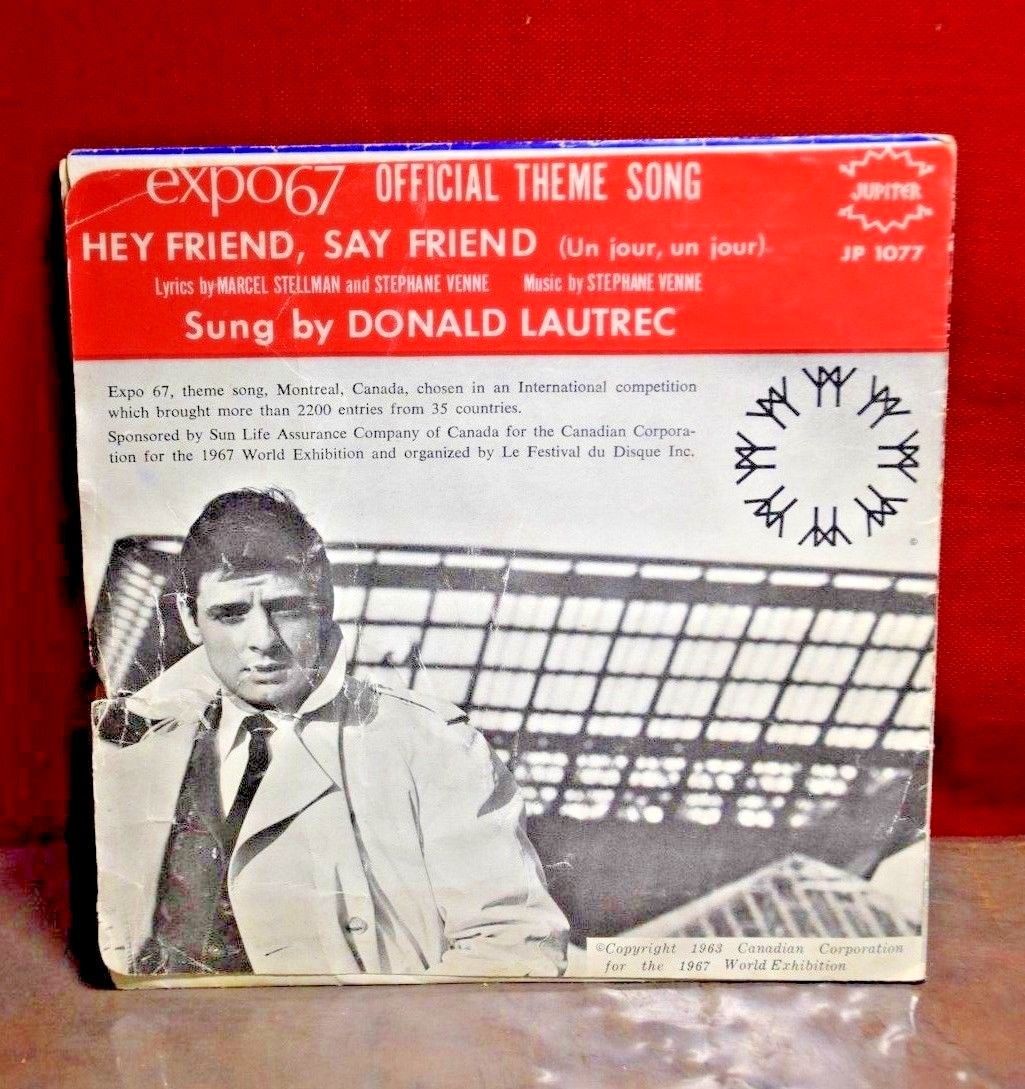 expo67 OFFICIAL THEME SONG
JUPITER
HEY FRIEND, SAY FRIEND (Un jour, un jour)
JP 1077
Lyrics by MARCEL STELLMAN and STEPHANE VENNE Music by STEPHANE VENNE
Sung by DONALD LAUTREC
Expo 67, theme song, Montreal, Canada, chosen in an International competition
which brought more than 2200 entries from 35 countries.
Sponsored by Sun Life Assurance Company of Canada for the Canadian Corpora-
tion for the 1967 World Exhibition and organized by Le Festival du Disque Inc.
©
©Copyright 1963 Canadian Corporation
for the 1967 World Exhibition